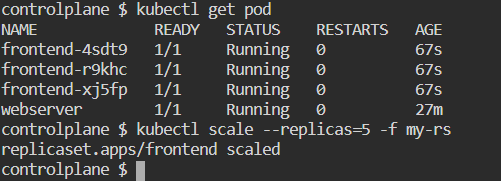 controlplane $ kubectl get pod
NAME             READY   STATUS    RESTARTS   AGE
frontend-4sdt9   1/1     Running   0          67s
frontend-r9khc   1/1     Running   0          67s
frontend-xj5fp   1/1     Running   0          67s
webserver        1/1     Running   0          27m
controlplane $ kubectl scale --replicas=5 -f my-rs
replicaset.apps/frontend scaled
controlplane $